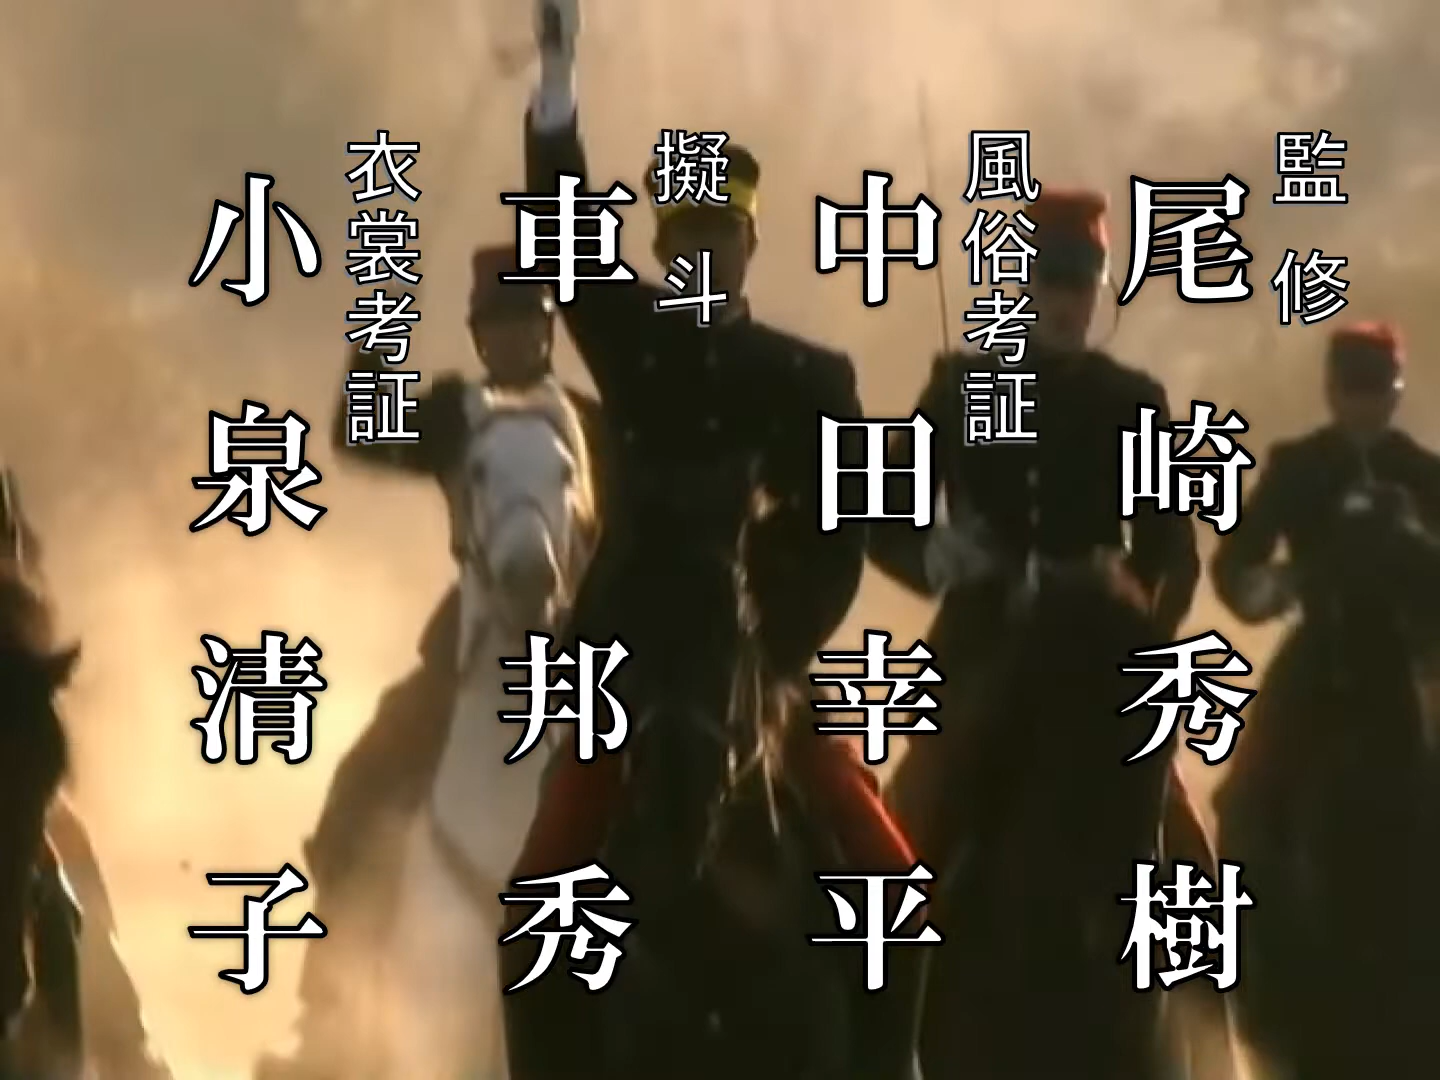 監修
尾崎秀樹
風俗考証
中田幸平
擬斗
車邦秀
衣裳考証
小泉清子